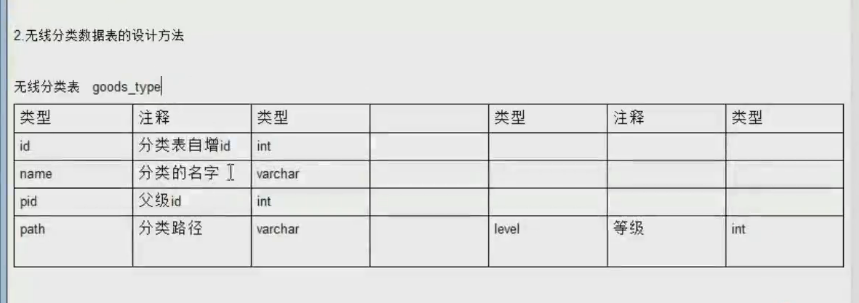 2.无线分类数据表的设计方法
无线分类表 goods_type
类型 注释 类型 类型 注释 类型
id 分类表自增id int
name 分类的名字 varchar
pid 父级id int
path 分类路径 varchar level 等级 int